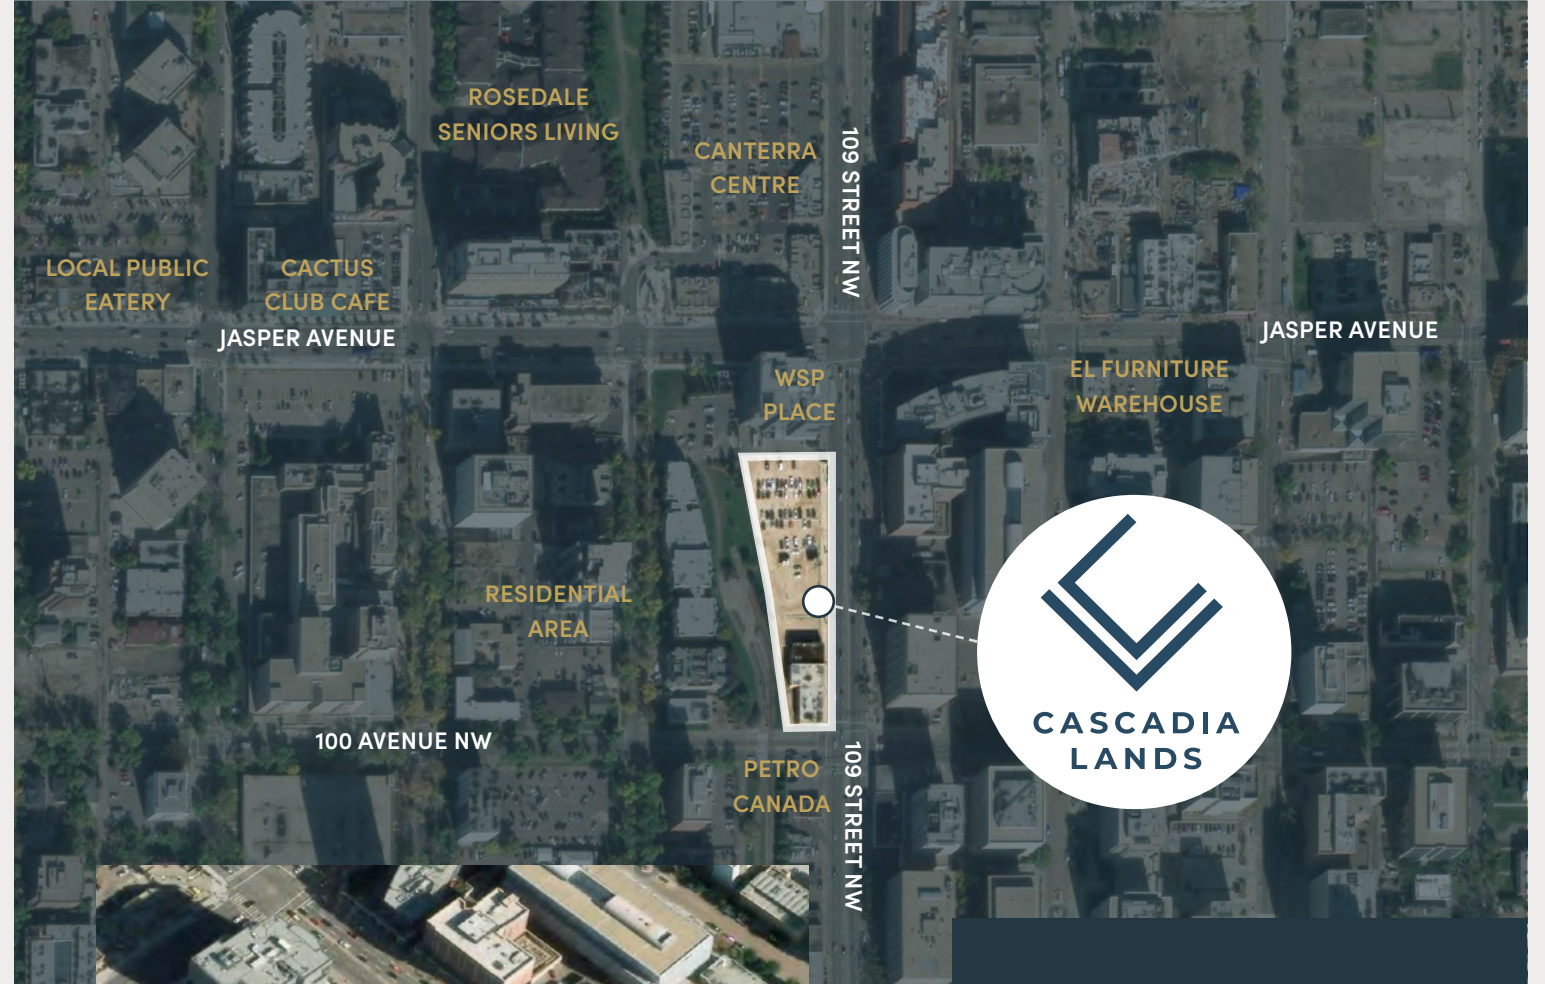 ROSEDALE
SENIORS LIVING
CANTERRA
CENTRE
109 STREET NW
LOCAL PUBLIC
EATERY
CACTUS
CLUB CAFE
JASPER AVENUE
JASPER AVENUE
WSP
PLACE
EL FURNITURE
WAREHOUSE
RESIDENTIAL
AREA
CASCADIA
LANDS
100 AVENUE NW
PETRO
CANADA
109 STREET NW